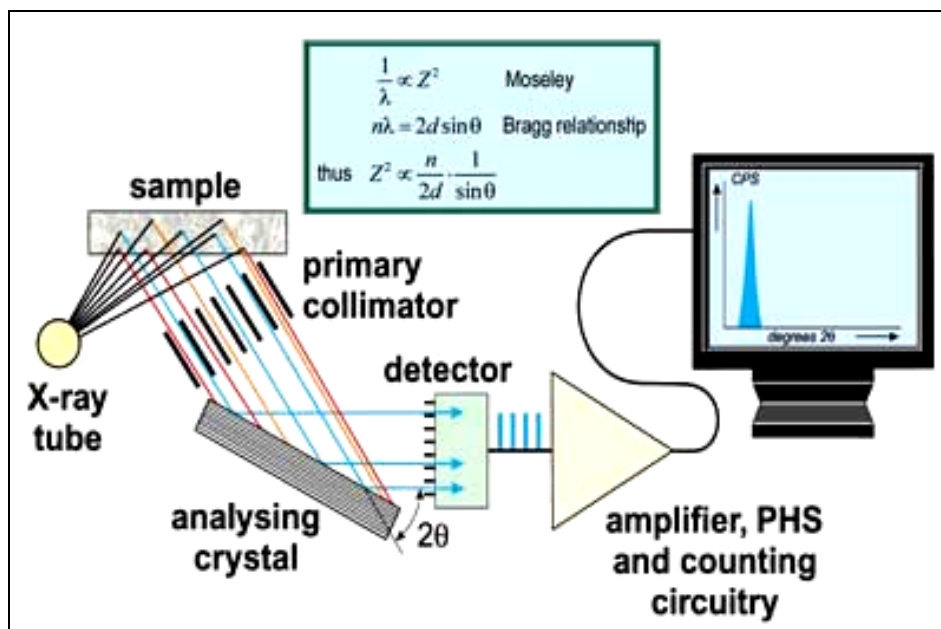 1/λ ∝ Z² Moseley
nλ = 2d sinθ Bragg relationship
thus Z² ∝ n/2d · 1/sinθ
sample
primary
collimator
X-ray
tube
detector
analysing
crystal
2θ
amplifier, PHS
and counting
circuitry
CPS
degrees 2θ